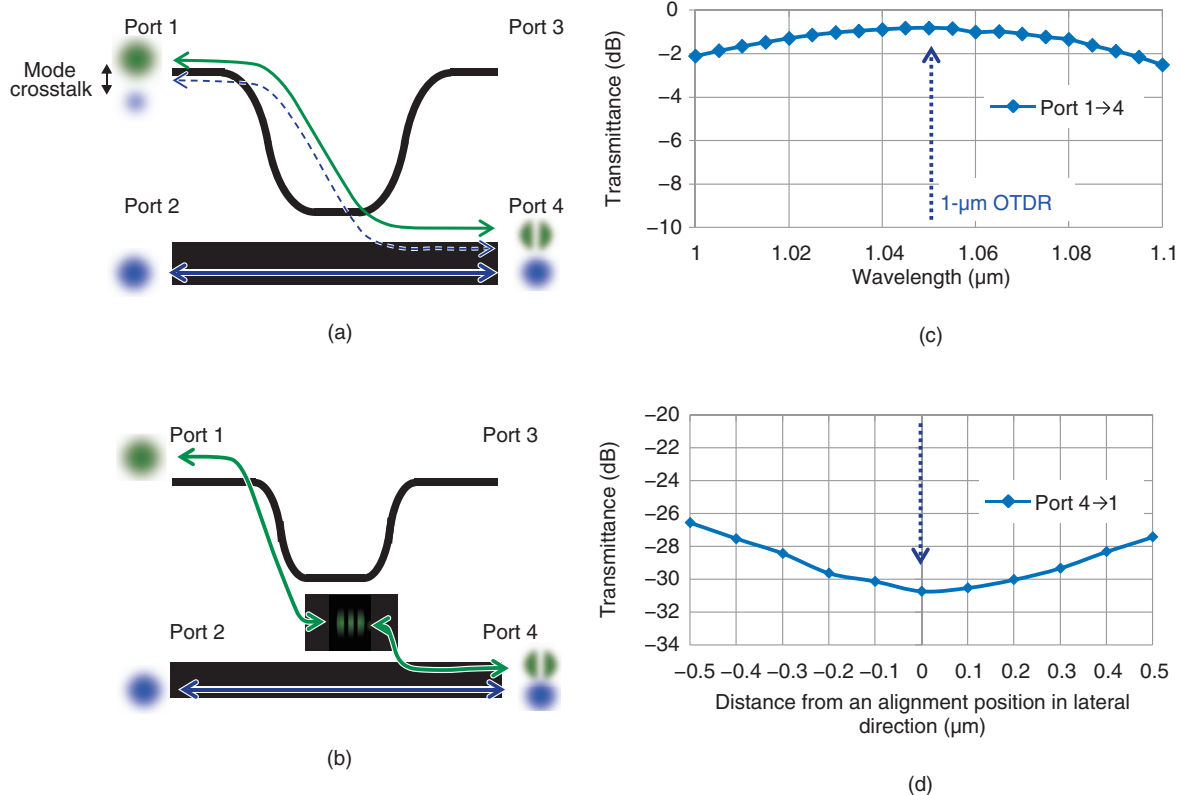 Port 1
Port 3
Mode
crosstalk
Port 2
Port 4
(a)
Port 1
Port 3
Port 2
Port 4
(b)
Transmittance (dB)
0
−2
−4
−6
−8
−10
Port 1→4
1-μm OTDR
1 1.02 1.04 1.06 1.08 1.1
Wavelength (μm)
(c)
Transmittance (dB)
−20
−22
−24
−26
−28
−30
−32
−34
Port 4→1
−0.5 −0.4 −0.3 −0.2 −0.1 0 0.1 0.2 0.3 0.4 0.5
Distance from an alignment position in lateral
direction (μm)
(d)